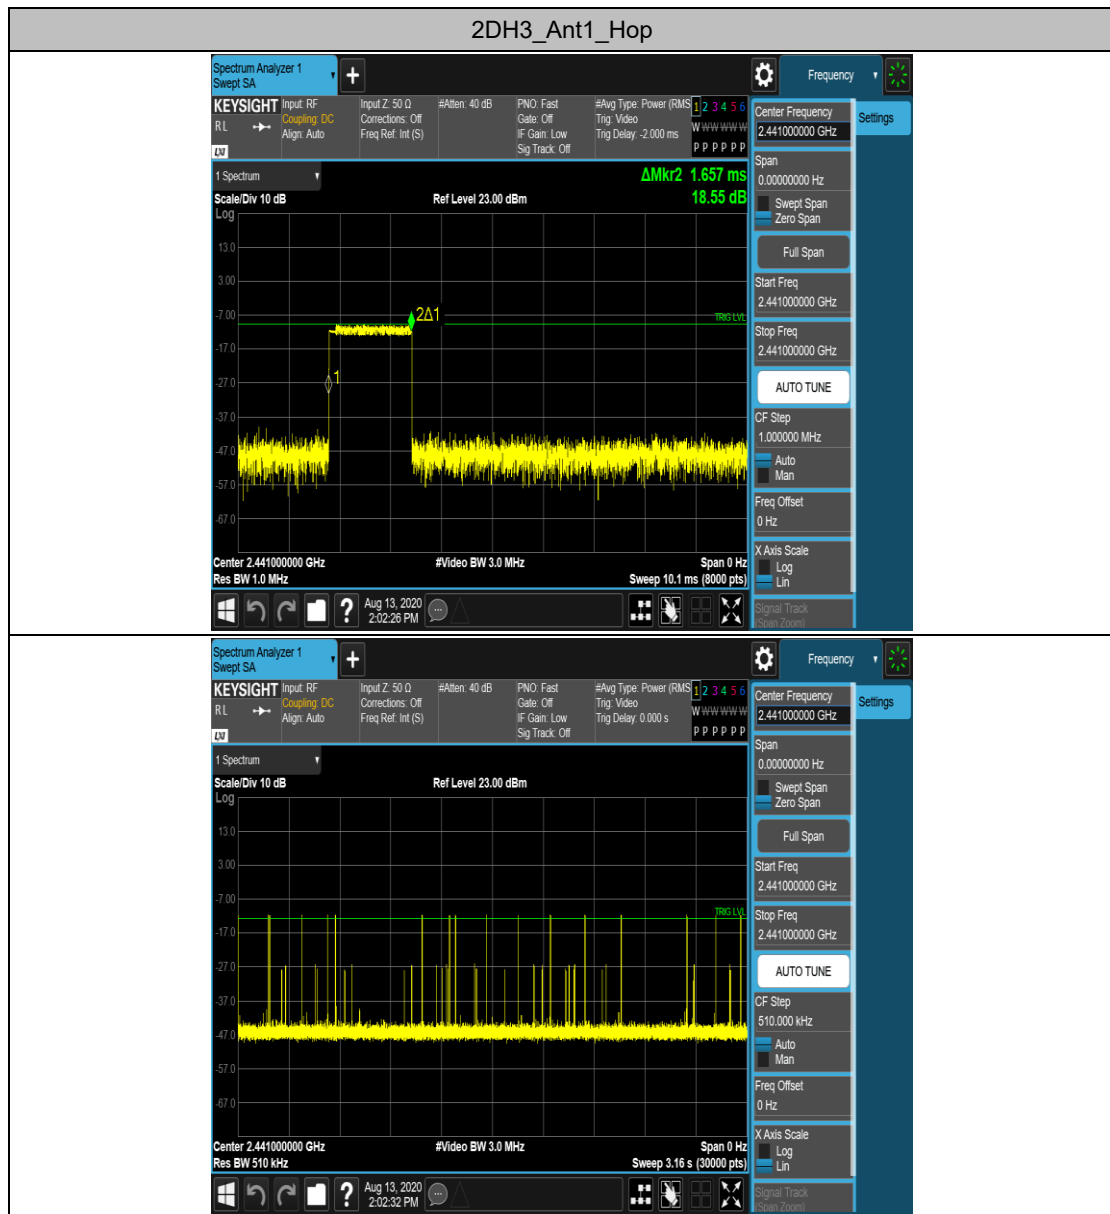 2DH3_Ant1_Hop
Spectrum Analyzer 1
Swept SA
Frequency
KEYSIGHT
RL
LXI
Input: RF
Coupling: DC
Align: Auto
Input Z: 50 Ω
Corrections: Off
Freq Ref: Int (S)
#Atten: 40 dB
PNO: Fast
Gate: Off
IF Gain: Low
Sig Track: Off
#Avg Type: Power (RMS
Trig: Video
Trig Delay: -2.000 ms
1 2 3 4 5 6
W W W W W W
P P P P P P
Center Frequency
2.441000000 GHz
Settings
1 Spectrum
ΔMkr2 1.657 ms
18.55 dB
Scale/Div 10 dB
Ref Level 23.00 dBm
Log
13.0
3.00
-7.00
-17.0
-27.0
-37.0
-47.0
-57.0
-67.0
2Δ1
1
TRIG LVL
Center 2.441000000 GHz
#Video BW 3.0 MHz
Span 0 Hz
Res BW 1.0 MHz
Sweep 10.1 ms (8000 pts)
Span
0.00000000 Hz
Swept Span
Zero Span
Full Span
Start Freq
2.441000000 GHz
Stop Freq
2.441000000 GHz
AUTO TUNE
CF Step
1.000000 MHz
Auto
Man
Freq Offset
0 Hz
X Axis Scale
Log
Lin
Signal Track
(Span Zoom)
?
Aug 13, 2020
2:02:26 PM
Spectrum Analyzer 1
Swept SA
Frequency
KEYSIGHT
RL
LXI
Input: RF
Coupling: DC
Align: Auto
Input Z: 50 Ω
Corrections: Off
Freq Ref: Int (S)
#Atten: 40 dB
PNO: Fast
Gate: Off
IF Gain: Low
Sig Track: Off
#Avg Type: Power (RMS
Trig: Video
Trig Delay: 0.000 s
1 2 3 4 5 6
W W W W W W
P P P P P P
Center Frequency
2.441000000 GHz
Settings
1 Spectrum
Scale/Div 10 dB
Ref Level 23.00 dBm
Log
13.0
3.00
-7.00
-17.0
-27.0
-37.0
-47.0
-57.0
-67.0
TRIG LVL
Center 2.441000000 GHz
#Video BW 3.0 MHz
Span 0 Hz
Res BW 510 kHz
Sweep 3.16 s (30000 pts)
Span
0.00000000 Hz
Swept Span
Zero Span
Full Span
Start Freq
2.441000000 GHz
Stop Freq
2.441000000 GHz
AUTO TUNE
CF Step
510.000 kHz
Auto
Man
Freq Offset
0 Hz
X Axis Scale
Log
Lin
Signal Track
(Span Zoom)
?
Aug 13, 2020
2:02:32 PM